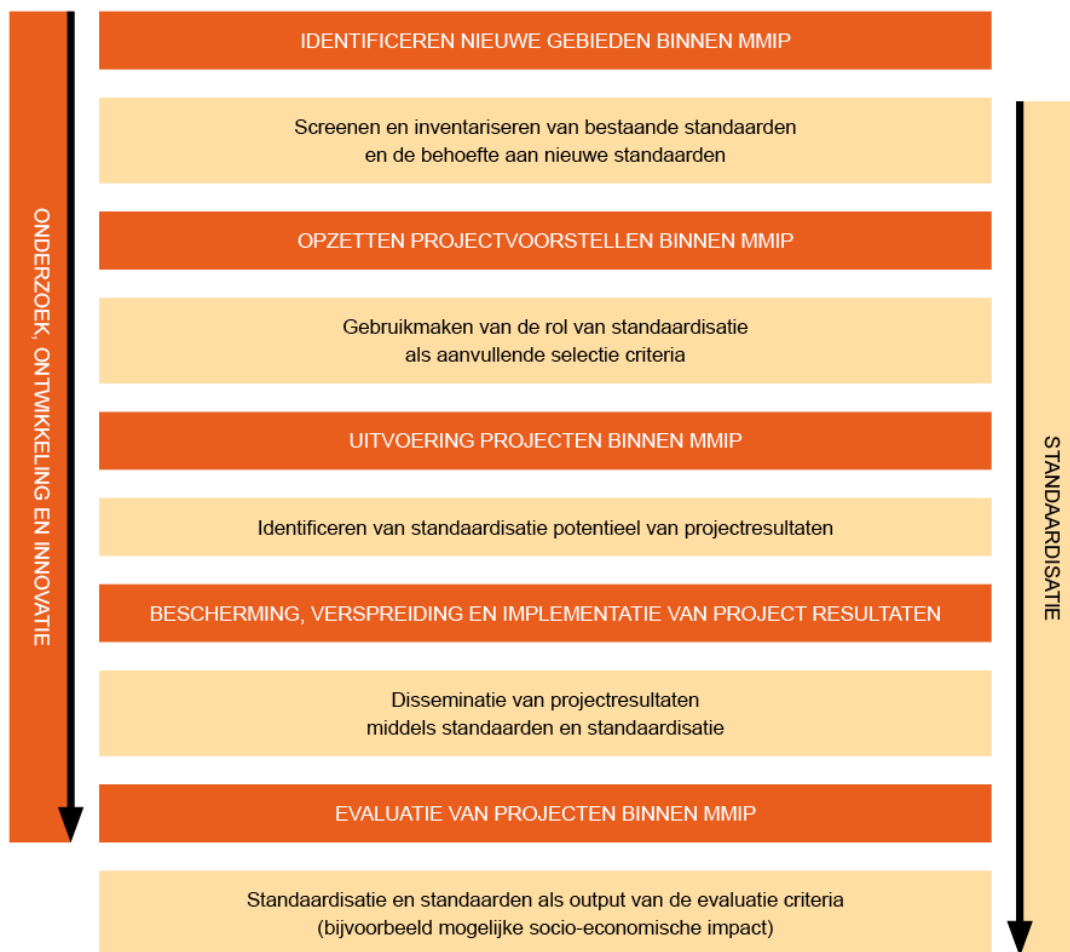 IDENTIFICEREN NIEUWE GEBIEDEN BINNEN MMIP
Screenen en inventariseren van bestaande standaarden
en de behoefte aan nieuwe standaarden
OPZETTEN PROJECTVOORSTELLEN BINNEN MMIP
Gebruikmaken van de rol van standaardisatie
als aanvullende selectie criteria
UITVOERING PROJECTEN BINNEN MMIP
Identificeren van standaardisatie potentieel van projectresultaten
BESCHERMING, VERSPREIDING EN IMPLEMENTATIE VAN PROJECT RESULTATEN
Disseminatie van projectresultaten
middels standaarden en standaardisatie
EVALUATIE VAN PROJECTEN BINNEN MMIP
Standaardisatie en standaarden als output van de evaluatie criteria
(bijvoorbeeld mogelijke socio-economische impact)
ONDERZOEK, ONTWIKKELING EN INNOVATIE
STANDAARDISATIE